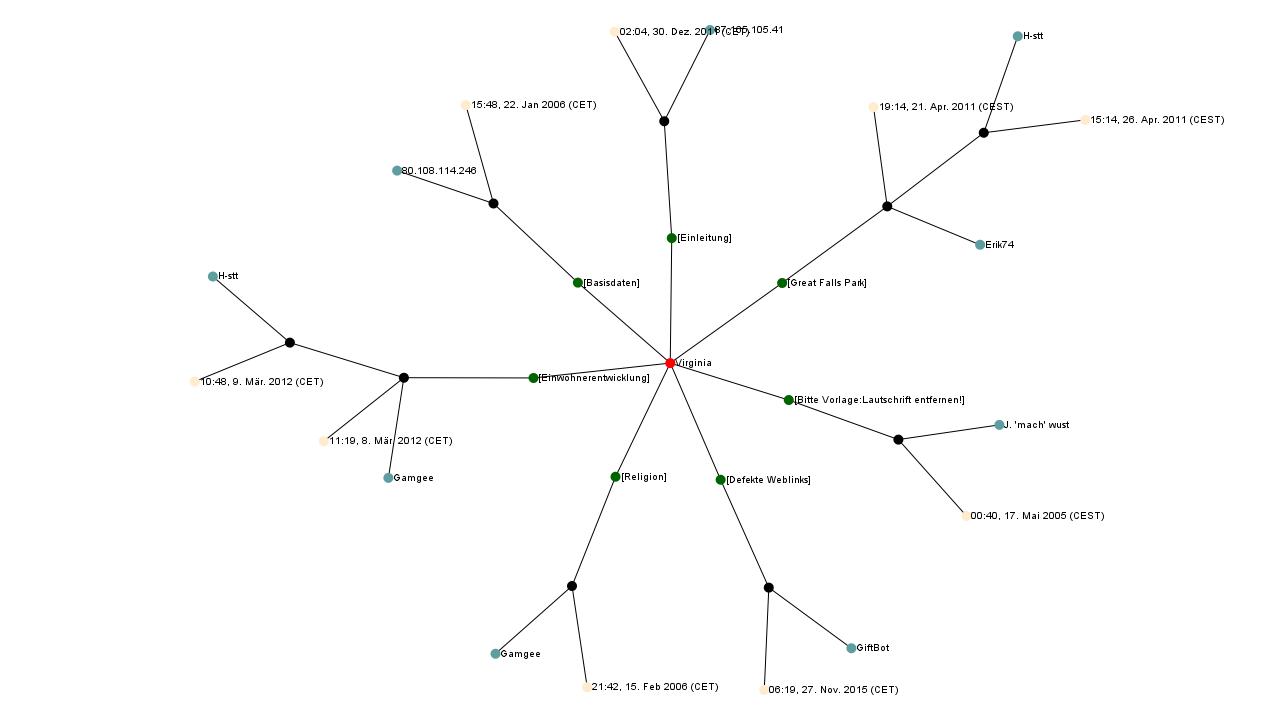 02:04, 30. Dez. 2011 (CET)
87.165.105.41
H-stt
15:48, 22. Jan 2006 (CET)
19:14, 21. Apr. 2011 (CEST)
15:14, 26. Apr. 2011 (CEST)
80.108.114.246
[Einleitung]
Erik74
H-stt
[Basisdaten]
[Great Falls Park]
Virginia
10:48, 9. Mär. 2012 (CET)
[Einwohnerentwicklung]
[Bitte Vorlage:Lautschrift entfernen!]
J. 'mach' wust
11:19, 8. Mär. 2012 (CET)
Gamgee
[Religion]
[Defekte Weblinks]
00:40, 17. Mai 2005 (CEST)
Gamgee
GiftBot
21:42, 15. Feb 2006 (CET)
06:19, 27. Nov. 2015 (CET)